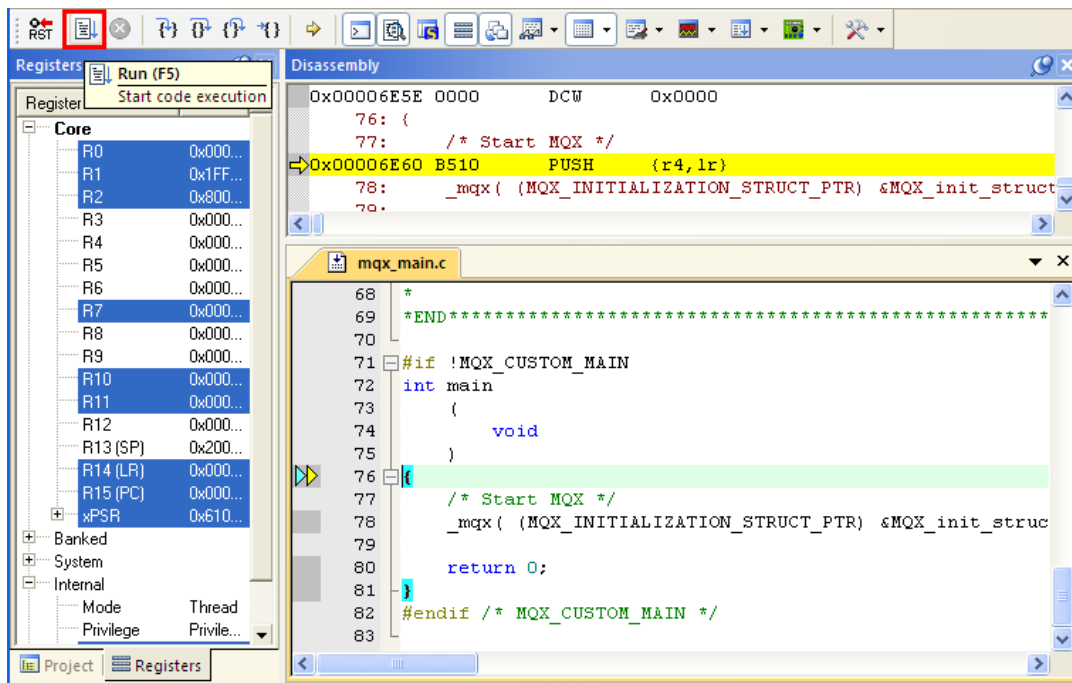 RST
Registers
Run (F5)
Start code execution
Register
Core
R0 0x000...
R1 0x1FF...
R2 0x800...
R3 0x000...
R4 0x000...
R5 0x000...
R6 0x000...
R7 0x000...
R8 0x000...
R9 0x000...
R10 0x000...
R11 0x000...
R12 0x000...
R13 (SP) 0x200...
R14 (LR) 0x000...
R15 (PC) 0x000...
xPSR 0x610...
Banked
System
Internal
Mode Thread
Privilege Privile...
Project Registers
Disassembly
0x00006E5E 0000 DCW 0x0000
76: {
77: /* Start MQX */
0x00006E60 B510 PUSH {r4,lr}
78: _mqx( (MQX_INITIALIZATION_STRUCT_PTR) &MQX_init_struct
79:
mqx_main.c
68 *
69 *END*********************************************************
70
71 #if !MQX_CUSTOM_MAIN
72 int main
73 (
74 void
75 )
76 {
77 /* Start MQX */
78 _mqx( (MQX_INITIALIZATION_STRUCT_PTR) &MQX_init_struc
79
80 return 0;
81 }
82 #endif /* MQX_CUSTOM_MAIN */
83